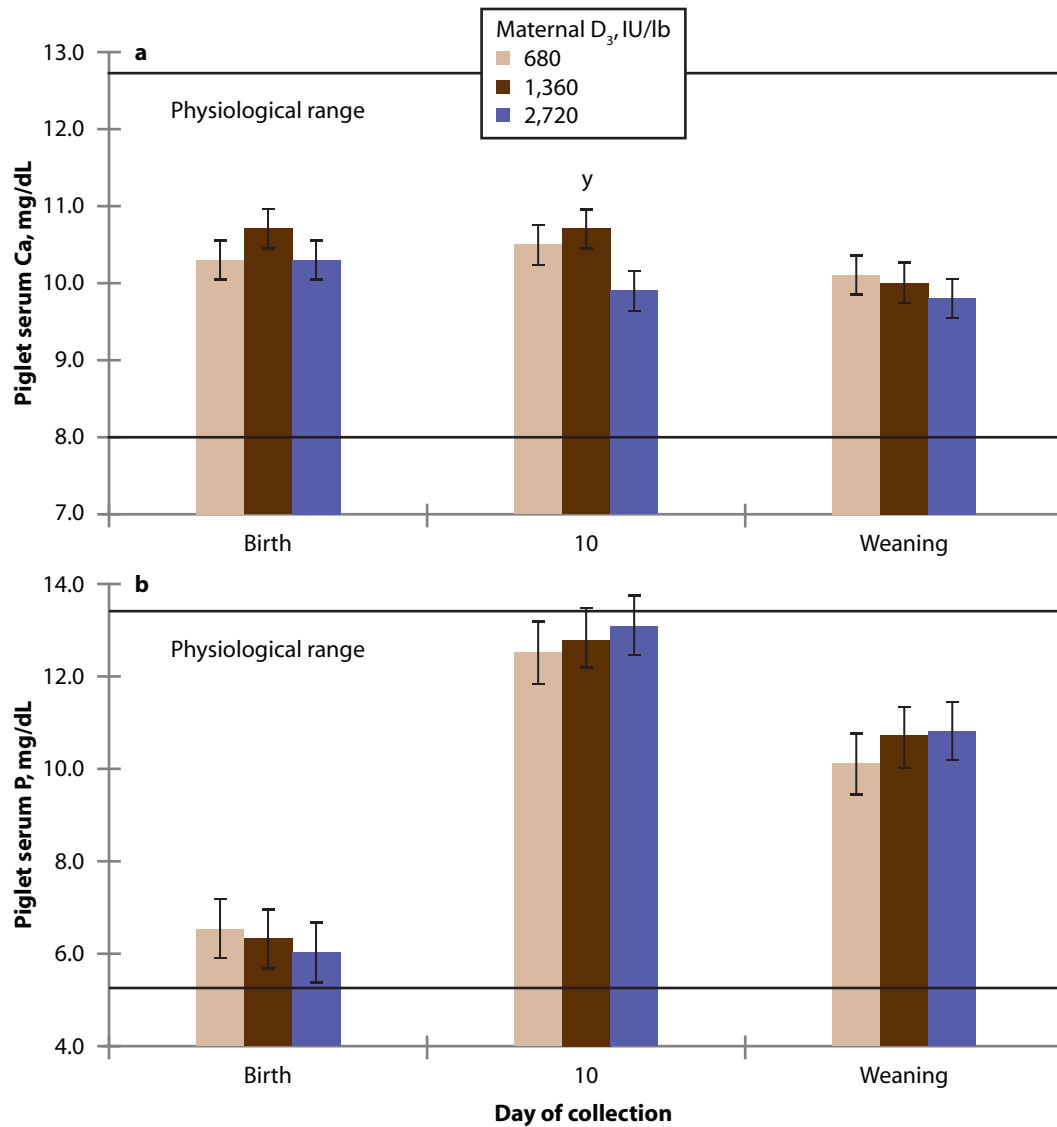 Maternal D₃, IU/lb
680
1,360
2,720
a
Physiological range
y
Piglet serum Ca, mg/dL
13.0
12.0
11.0
10.0
9.0
8.0
7.0
Birth 10 Weaning
b
Physiological range
Piglet serum P, mg/dL
14.0
12.0
10.0
8.0
6.0
4.0
Birth 10 Weaning
Day of collection